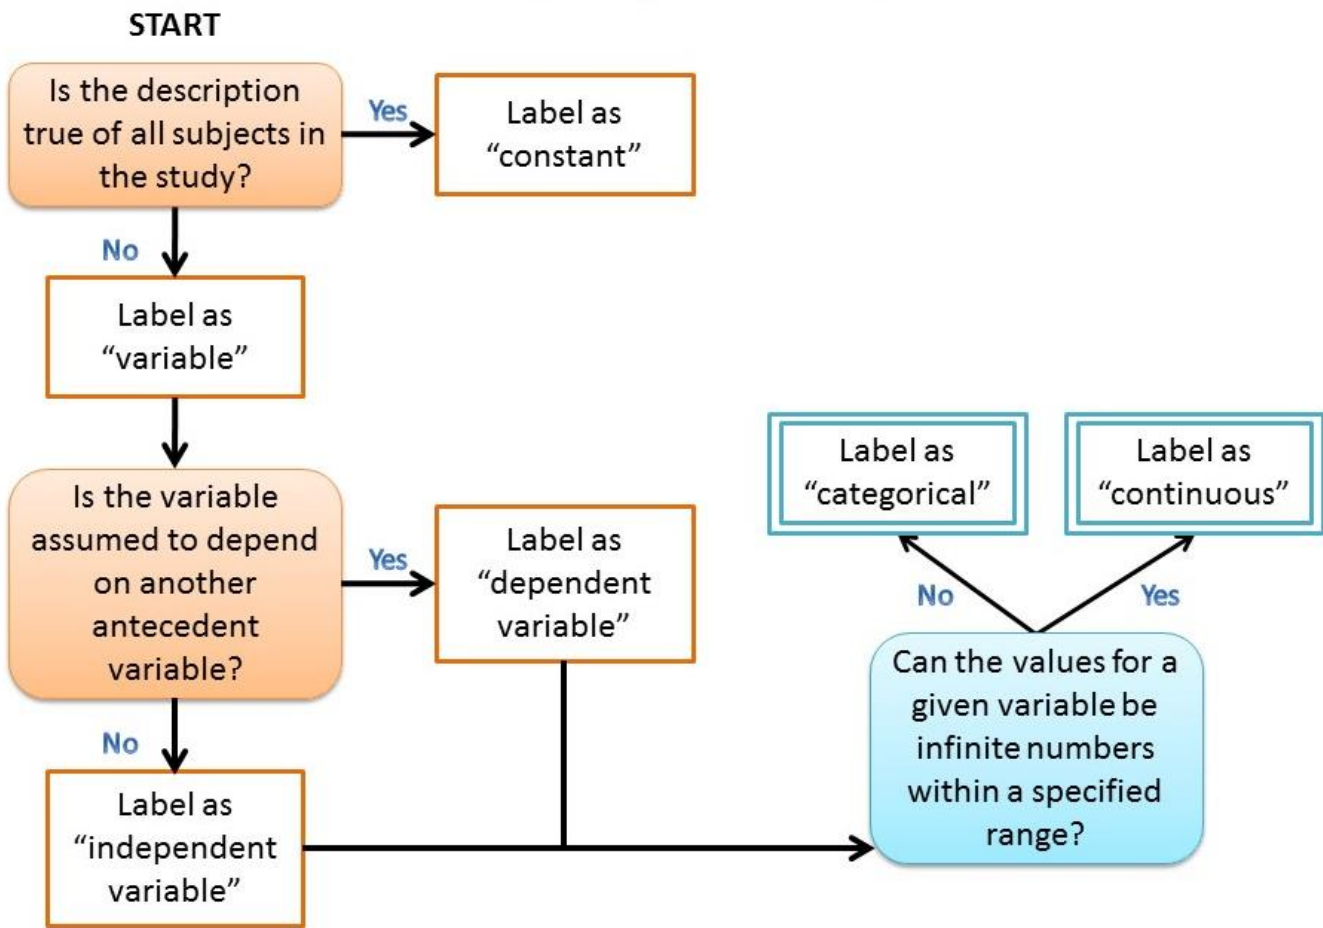 START
Is the description
true of all subjects in
the study?
Yes
Label as
“constant”
No
Label as
“variable”
Is the variable
assumed to depend
on another
antecedent
variable?
Yes
Label as
“dependent
variable”
No
Label as
“independent
variable”
Label as
“categorical”
Label as
“continuous”
No
Yes
Can the values for a
given variable be
infinite numbers
within a specified
range?